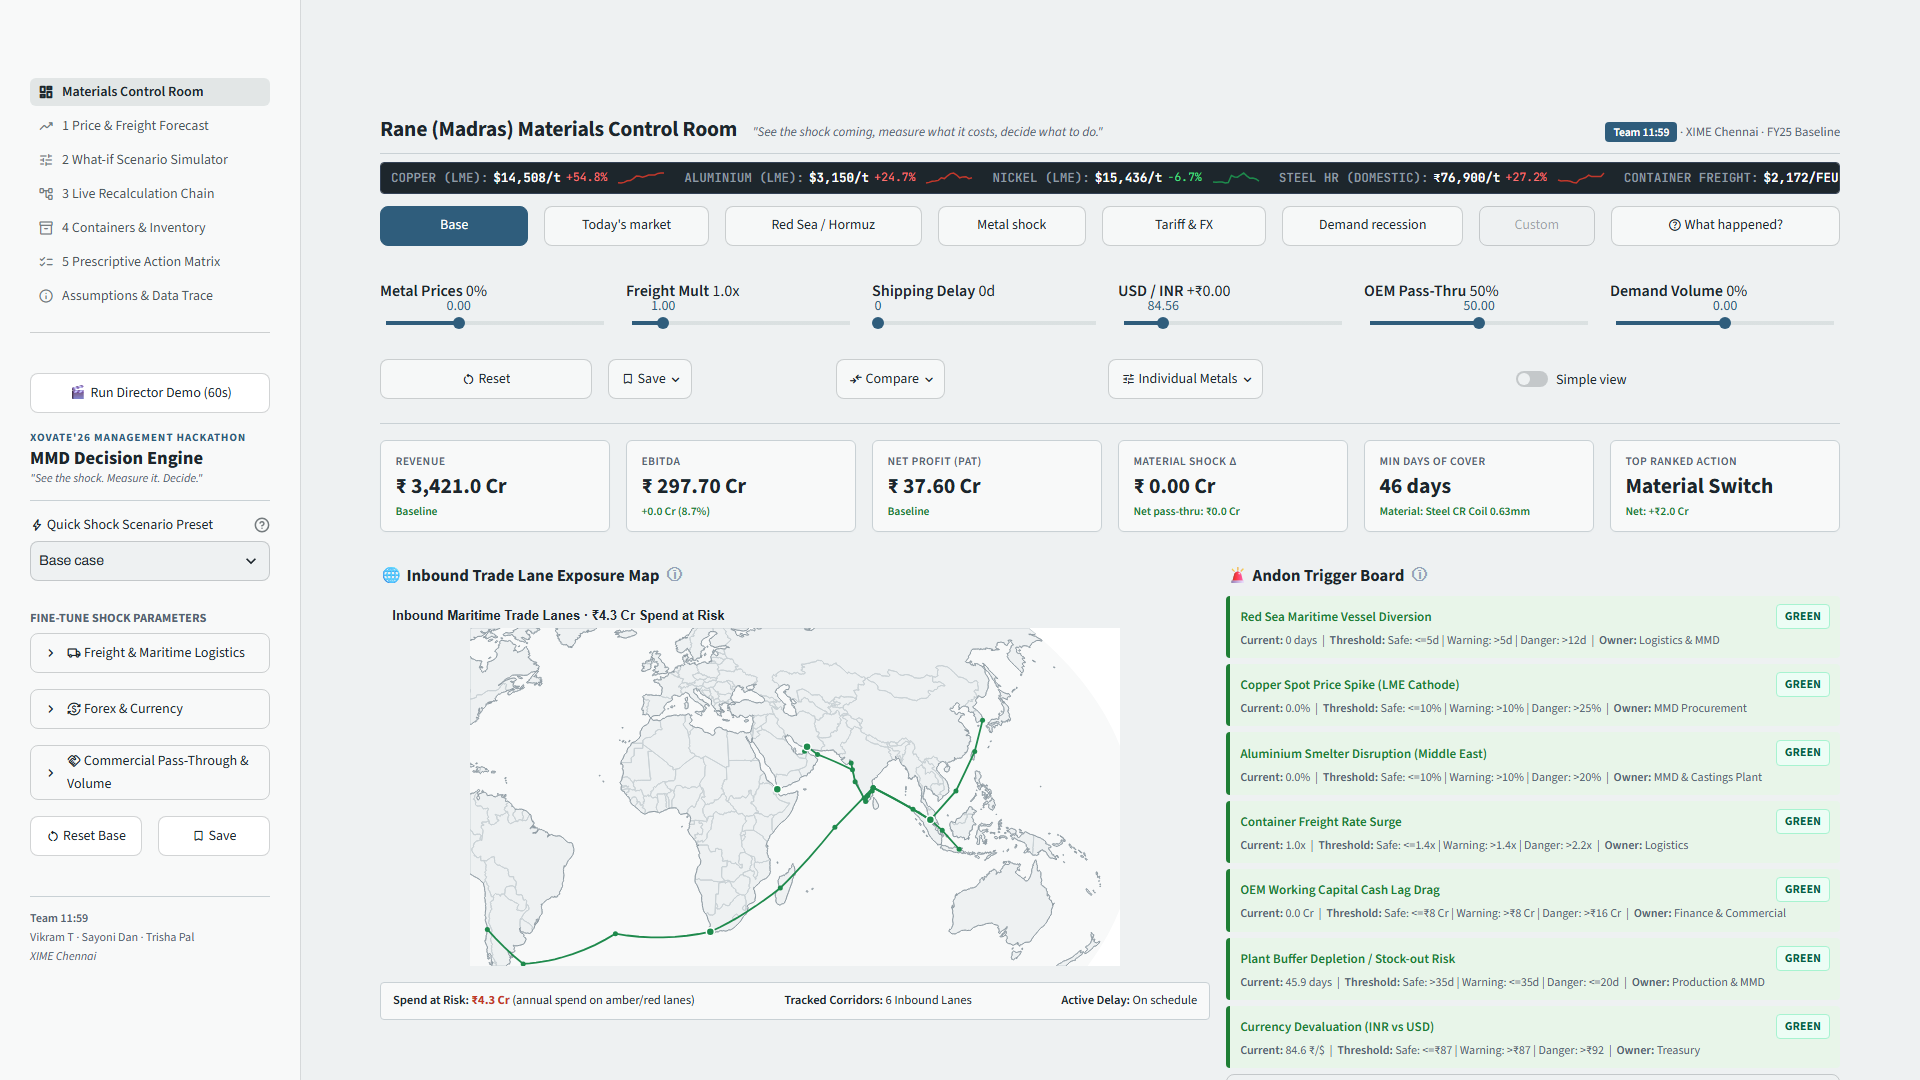 Materials Control Room
1 Price & Freight Forecast
2 What-if Scenario Simulator
3 Live Recalculation Chain
4 Containers & Inventory
5 Prescriptive Action Matrix
Assumptions & Data Trace
Run Director Demo (60s)
XOVATE'26 MANAGEMENT HACKATHON
MMD Decision Engine
"See the shock. Measure it. Decide."
Quick Shock Scenario Preset
Base case
FINE-TUNE SHOCK PARAMETERS
Freight & Maritime Logistics
Forex & Currency
Commercial Pass-Through &
Volume
Reset Base Save
Team 11:59
Vikram T · Sayoni Dan · Trisha Pal
XIME Chennai
Rane (Madras) Materials Control Room "See the shock coming, measure what it costs, decide what to do." Team 11:59 · XIME Chennai · FY25 Baseline
COPPER (LME): $14,508/t +54.8% ALUMINIUM (LME): $3,150/t +24.7% NICKEL (LME): $15,436/t -6.7% STEEL HR (DOMESTIC): ₹76,900/t +27.2% CONTAINER FREIGHT: $2,172/FEU
Base Today's market Red Sea / Hormuz Metal shock Tariff & FX Demand recession Custom What happened?
Metal Prices 0% Freight Mult 1.0x Shipping Delay 0d USD / INR +₹0.00 OEM Pass-Thru 50% Demand Volume 0%
0.00 1.00 0 84.56 50.00 0.00
Reset Save Compare Individual Metals Simple view
REVENUE EBITDA NET PROFIT (PAT) MATERIAL SHOCK Δ MIN DAYS OF COVER TOP RANKED ACTION
₹ 3,421.0 Cr ₹ 297.70 Cr ₹ 37.60 Cr ₹ 0.00 Cr 46 days Material Switch
Baseline +0.0 Cr (8.7%) Baseline Net pass-thru: ₹0.0 Cr Material: Steel CR Coil 0.63mm Net: +₹2.0 Cr
Inbound Trade Lane Exposure Map
Inbound Maritime Trade Lanes · ₹4.3 Cr Spend at Risk
Spend at Risk: ₹4.3 Cr (annual spend on amber/red lanes) Tracked Corridors: 6 Inbound Lanes Active Delay: On schedule
Andon Trigger Board
Red Sea Maritime Vessel Diversion GREEN
Current: 0 days | Threshold: Safe: <=5d | Warning: >5d | Danger: >12d | Owner: Logistics & MMD
Copper Spot Price Spike (LME Cathode) GREEN
Current: 0.0% | Threshold: Safe: <=10% | Warning: >10% | Danger: >25% | Owner: MMD Procurement
Aluminium Smelter Disruption (Middle East) GREEN
Current: 0.0% | Threshold: Safe: <=10% | Warning: >10% | Danger: >20% | Owner: MMD & Castings Plant
Container Freight Rate Surge GREEN
Current: 1.0x | Threshold: Safe: <=1.4x | Warning: >1.4x | Danger: >2.2x | Owner: Logistics
OEM Working Capital Cash Lag Drag GREEN
Current: 0.0 Cr | Threshold: Safe: <=₹8 Cr | Warning: >₹8 Cr | Danger: >₹16 Cr | Owner: Finance & Commercial
Plant Buffer Depletion / Stock-out Risk GREEN
Current: 45.9 days | Threshold: Safe: >35d | Warning: <=35d | Danger: <=20d | Owner: Production & MMD
Currency Devaluation (INR vs USD) GREEN
Current: 84.6 ₹/$ | Threshold: Safe: <=₹87 | Warning: >₹87 | Danger: >₹92 | Owner: Treasury